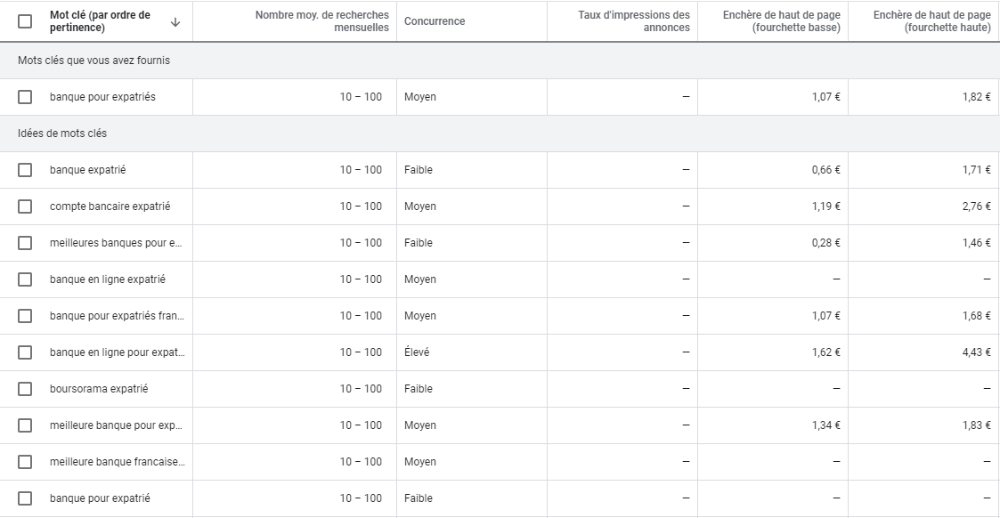 Mot clé (par ordre de pertinence) Nombre moy. de recherches mensuelles Concurrence Taux d'impressions des annonces Enchère de haut de page (fourchette basse) Enchère de haut de page (fourchette haute)
Mots clés que vous avez fournis
banque pour expatriés 10 – 100 Moyen – 1,07 € 1,82 €
Idées de mots clés
banque expatrié 10 – 100 Faible – 0,66 € 1,71 €
compte bancaire expatrié 10 – 100 Moyen – 1,19 € 2,76 €
meilleures banques pour e... 10 – 100 Faible – 0,28 € 1,46 €
banque en ligne expatrié 10 – 100 Moyen – – –
banque pour expatriés fran... 10 – 100 Moyen – 1,07 € 1,68 €
banque en ligne pour expat... 10 – 100 Élevé – 1,62 € 4,43 €
boursorama expatrié 10 – 100 Faible – – –
meilleure banque pour exp... 10 – 100 Moyen – 1,34 € 1,83 €
meilleure banque francaise... 10 – 100 Moyen – – –
banque pour expatrié 10 – 100 Faible – – –